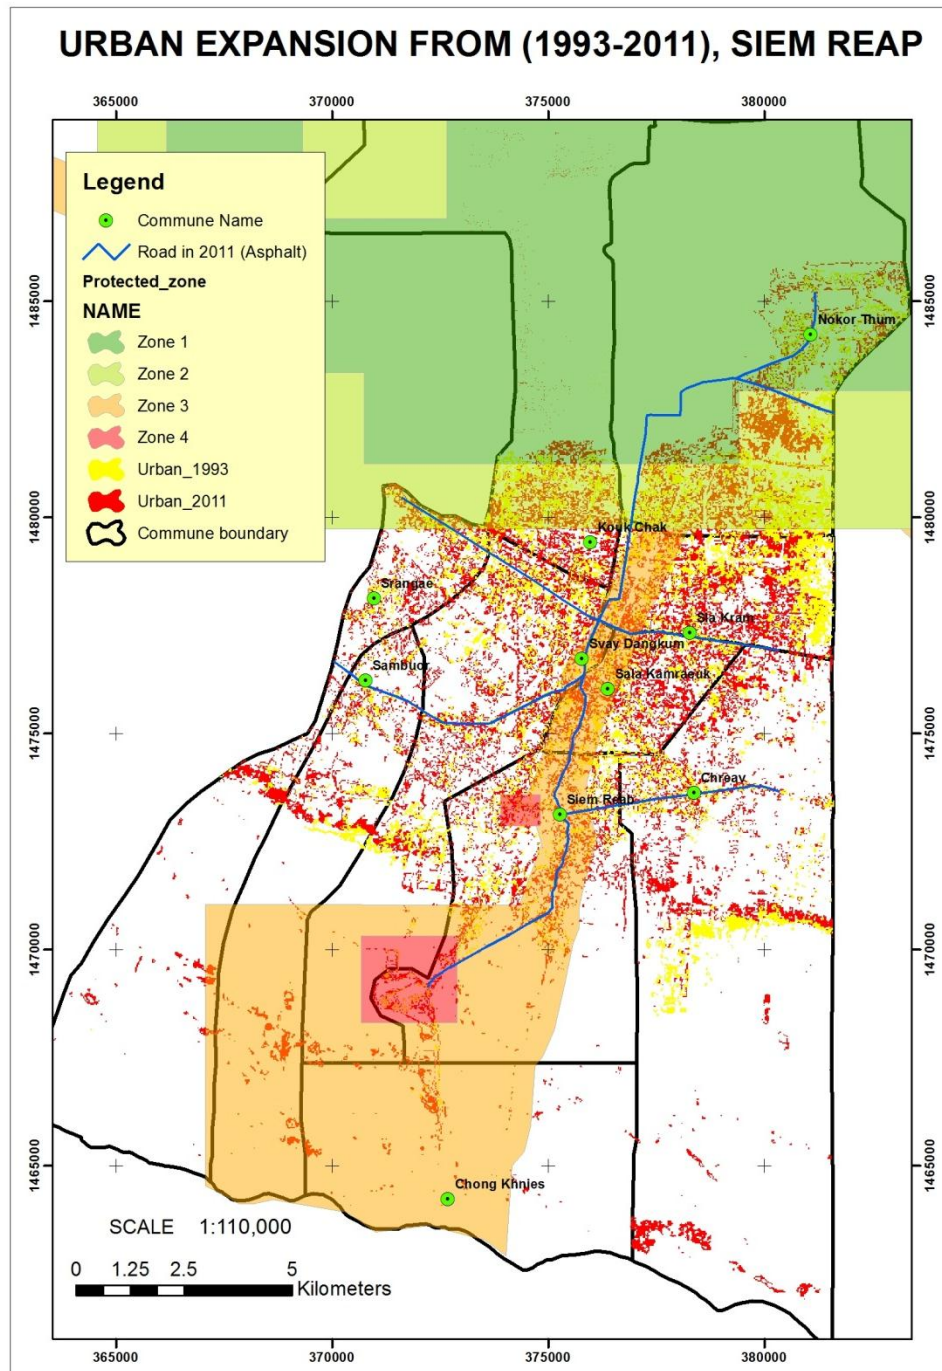 URBAN EXPANSION FROM (1993-2011), SIEM REAP
365000 370000 375000 380000
Legend
Commune Name
Road in 2011 (Asphalt)
Protected_zone
NAME
Zone 1
Zone 2
Zone 3
Zone 4
Urban_1993
Urban_2011
Commune boundary
1485000 1485000
Nokor Thum
1480000 1480000
Kouk Chak
Srangae
Sla Kram
Svay Dangkum
Sambuor
Sala Kamraeuk
1475000 1475000
Chreav
Siem Reab
1470000 1470000
1465000 1465000
Chong Khnies
SCALE 1:110,000
0 1.25 2.5 5
Kilometers
365000 370000 375000 380000